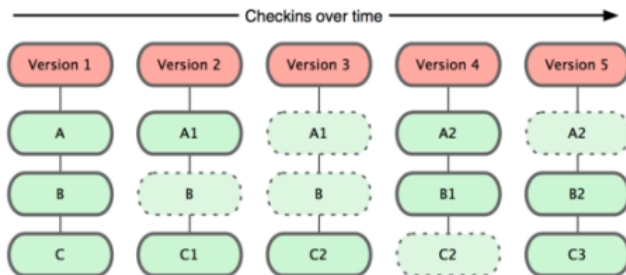 Checkins over time
Version 1 Version 2 Version 3 Version 4 Version 5
A A1 A1 A2 A2
B B B B1 B2
C C1 C2 C2 C3